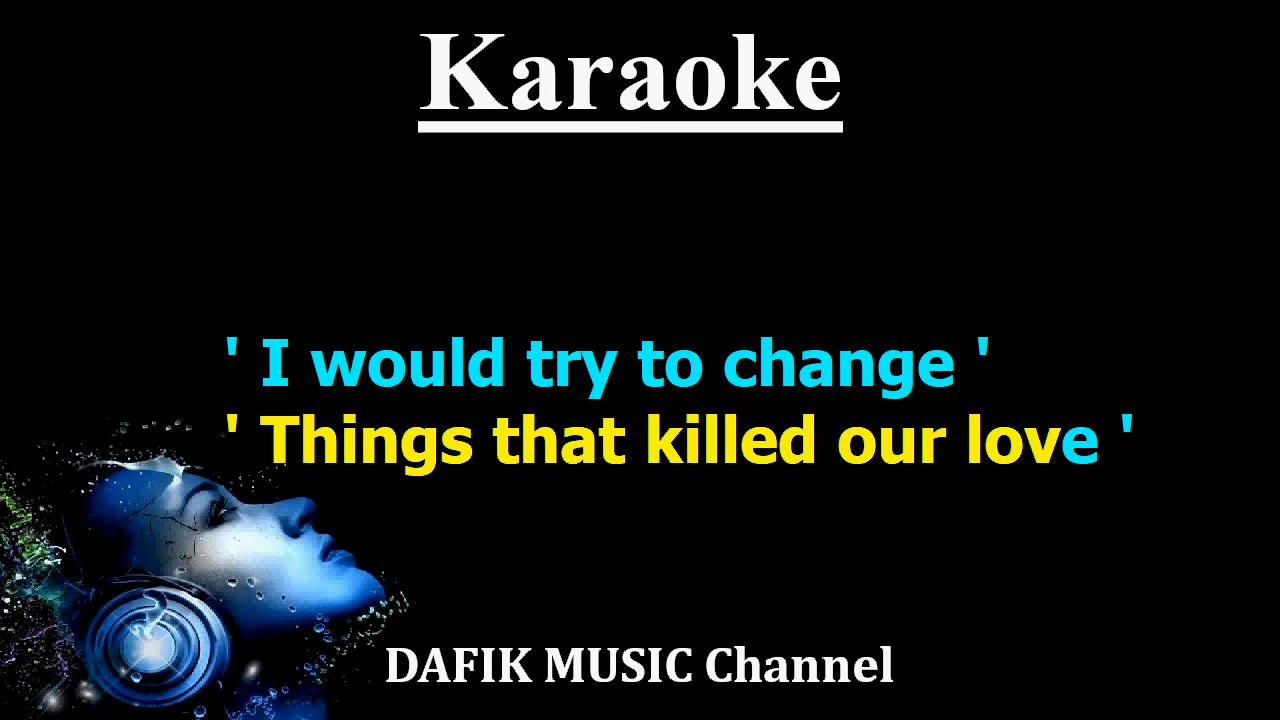 Karaoke
' I would try to change '
' Things that killed our love '
DAFIK MUSIC Channel